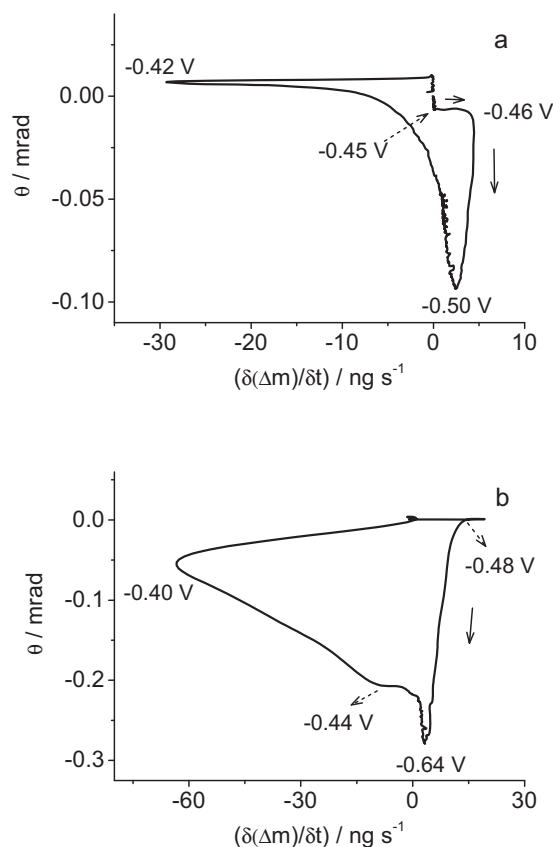 a
-0.42 V
0.00
-0.46 V
-0.45 V
-0.05
θ / mrad
-0.10
-0.50 V
-30 -20 -10 0 10
(δ(Δm)/δt) / ng s⁻¹
b
0.0
-0.48 V
-0.40 V
-0.1
θ / mrad
-0.2
-0.44 V
-0.64 V
-0.3
-60 -30 0 30
(δ(Δm)/δt) / ng s⁻¹